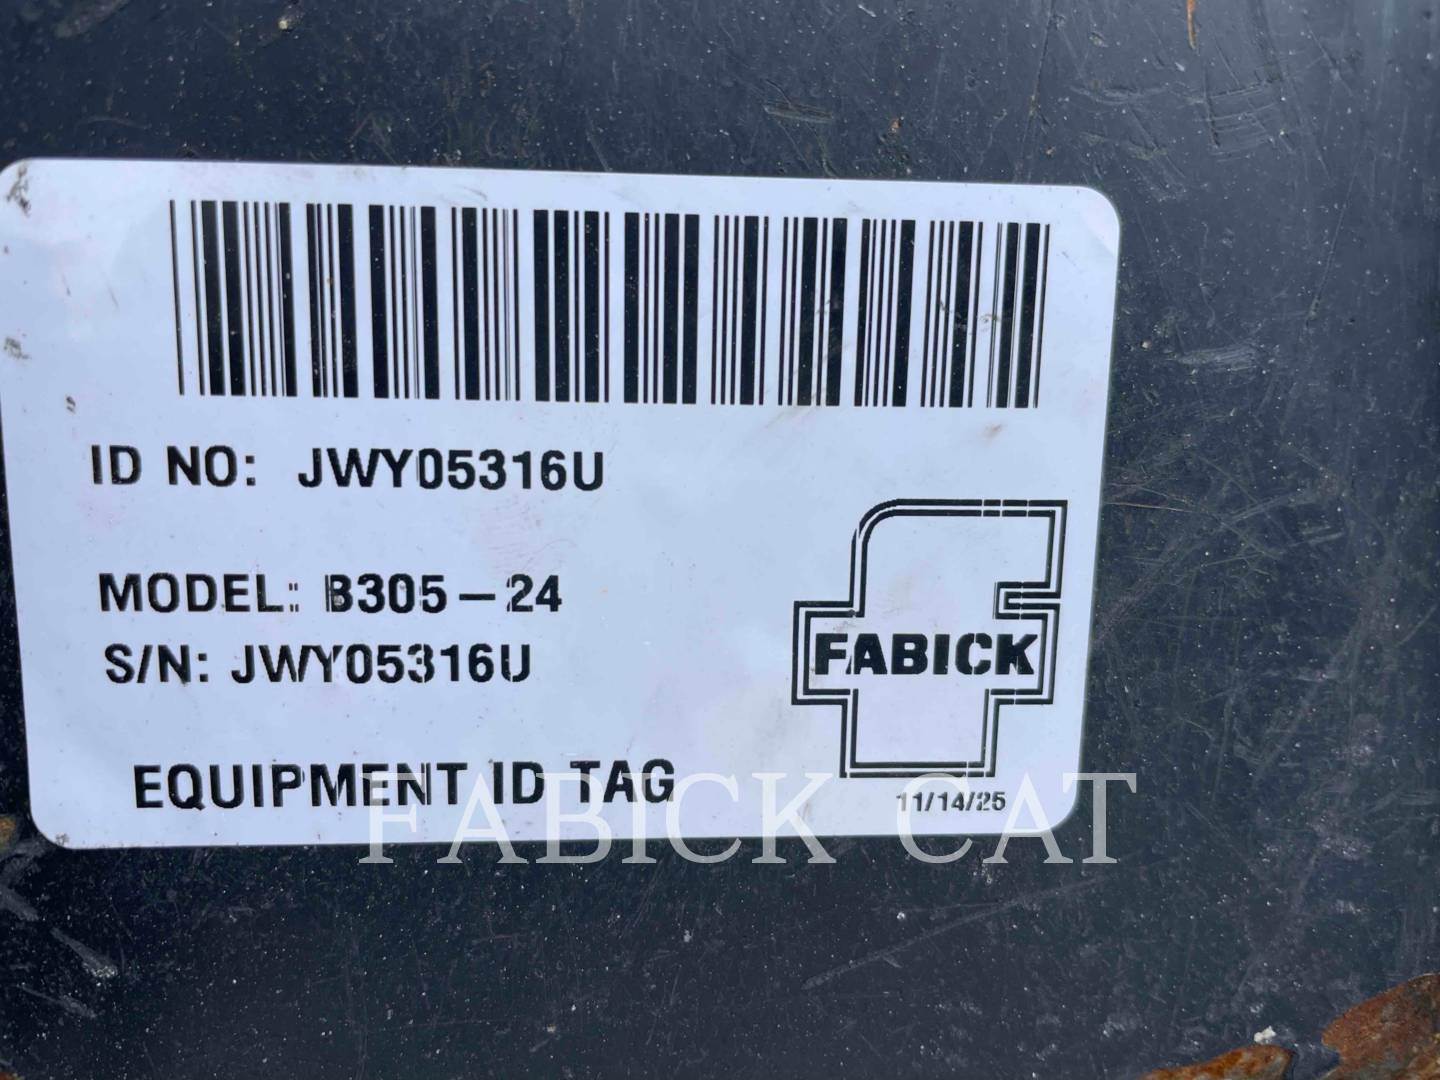 ID NO: JWY05316U
MODEL: B305-24
S/N: JWY05316U
FABICK
EQUIPMENT ID TAG
11/14/25
FABICK CAT